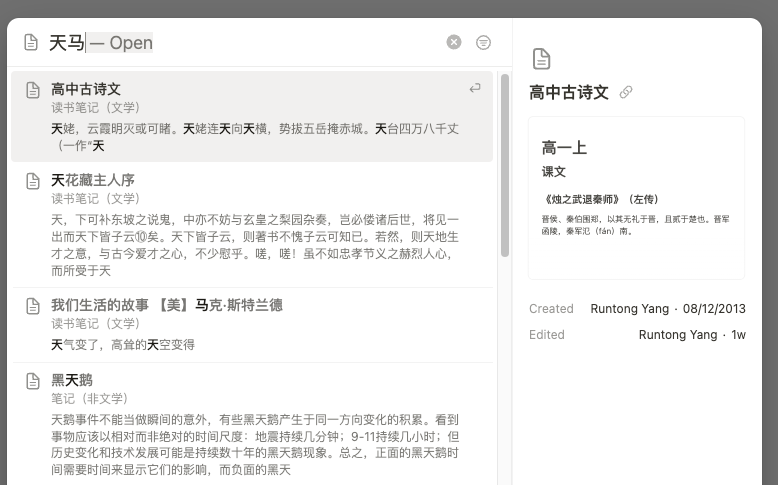 天马 — Open
高中古诗文
读书笔记（文学）
天姥，云霞明灭或可睹。天姥连天向天横，势拔五岳掩赤城。天台四万八千丈
（一作“天
天花藏主人序
读书笔记（文学）
天，下可补东坡之说鬼，中亦不妨与玄皇之梨园杂奏，岂必偻诸后世，将见一
出而天下皆子云⑩矣。天下皆子云，则著书不愧子云可知已。若然，则天地生
才之意，与古今爱才之心，不少慰乎。嗟，嗟！虽不如忠孝节义之赫烈人心，
而所受于天
我们生活的故事 【美】马克·斯特兰德
读书笔记（文学）
天气变了，高耸的天空变得
黑天鹅
笔记（非文学）
天鹅事件不能当做瞬间的意外，有些黑天鹅产生于同一方向变化的积累。看到
事物应该以相对而非绝对的时间尺度：地震持续几分钟；9-11持续几小时；但
历史变化和技术发展可能是持续数十年的黑天鹅现象。总之，正面的黑天鹅时
间需要时间来显示它们的影响，而负面的黑天
高中古诗文
高一上
课文
《烛之武退秦师》（左传）
晋侯、秦伯围郑，以其无礼于晋，且贰于楚也。晋军
函陵，秦军氾（fán）南。
Created Runtong Yang · 08/12/2013
Edited Runtong Yang · 1w